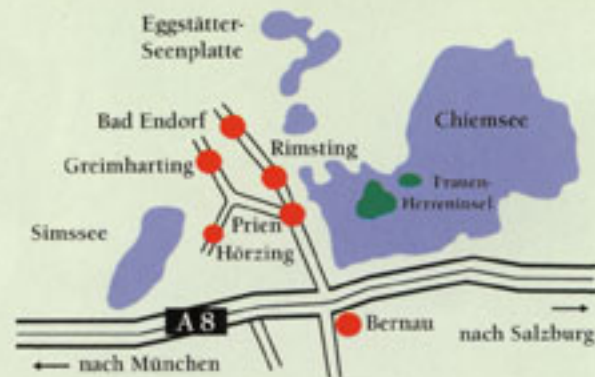 Eggstätter-
Seenplatte
Bad Endorf
Chiemsee
Greimharting
Rimsting
Frauen-
Herreninsel
Simssee
Prien
Hörzing
A 8
Bernau
nach Salzburg
nach München